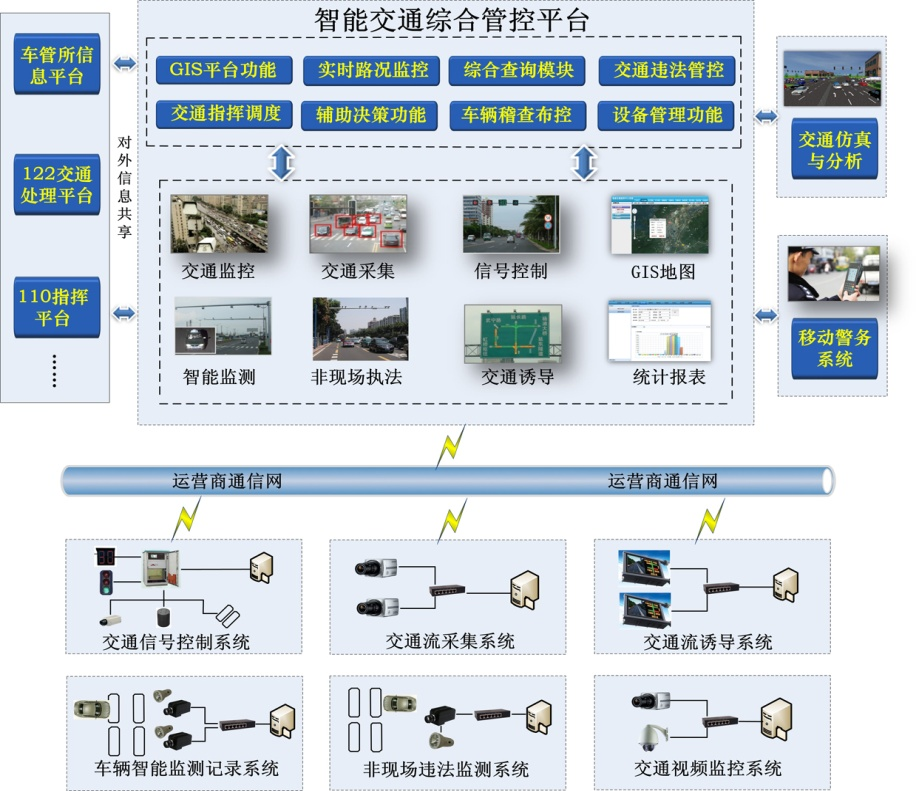 智能交通综合管控平台
车管所信
息平台
122交通
处理平台
110指挥
平台
对外信息共享
GIS平台功能
实时路况监控
综合查询模块
交通违法管控
交通指挥调度
辅助决策功能
车辆稽查布控
设备管理功能
交通监控
交通采集
信号控制
GIS地图
智能监测
非现场执法
交通诱导
统计报表
交通仿真
与分析
移动警务
系统
运营商通信网
运营商通信网
交通信号控制系统
交通流采集系统
交通流诱导系统
车辆智能监测记录系统
非现场违法监测系统
交通视频监控系统